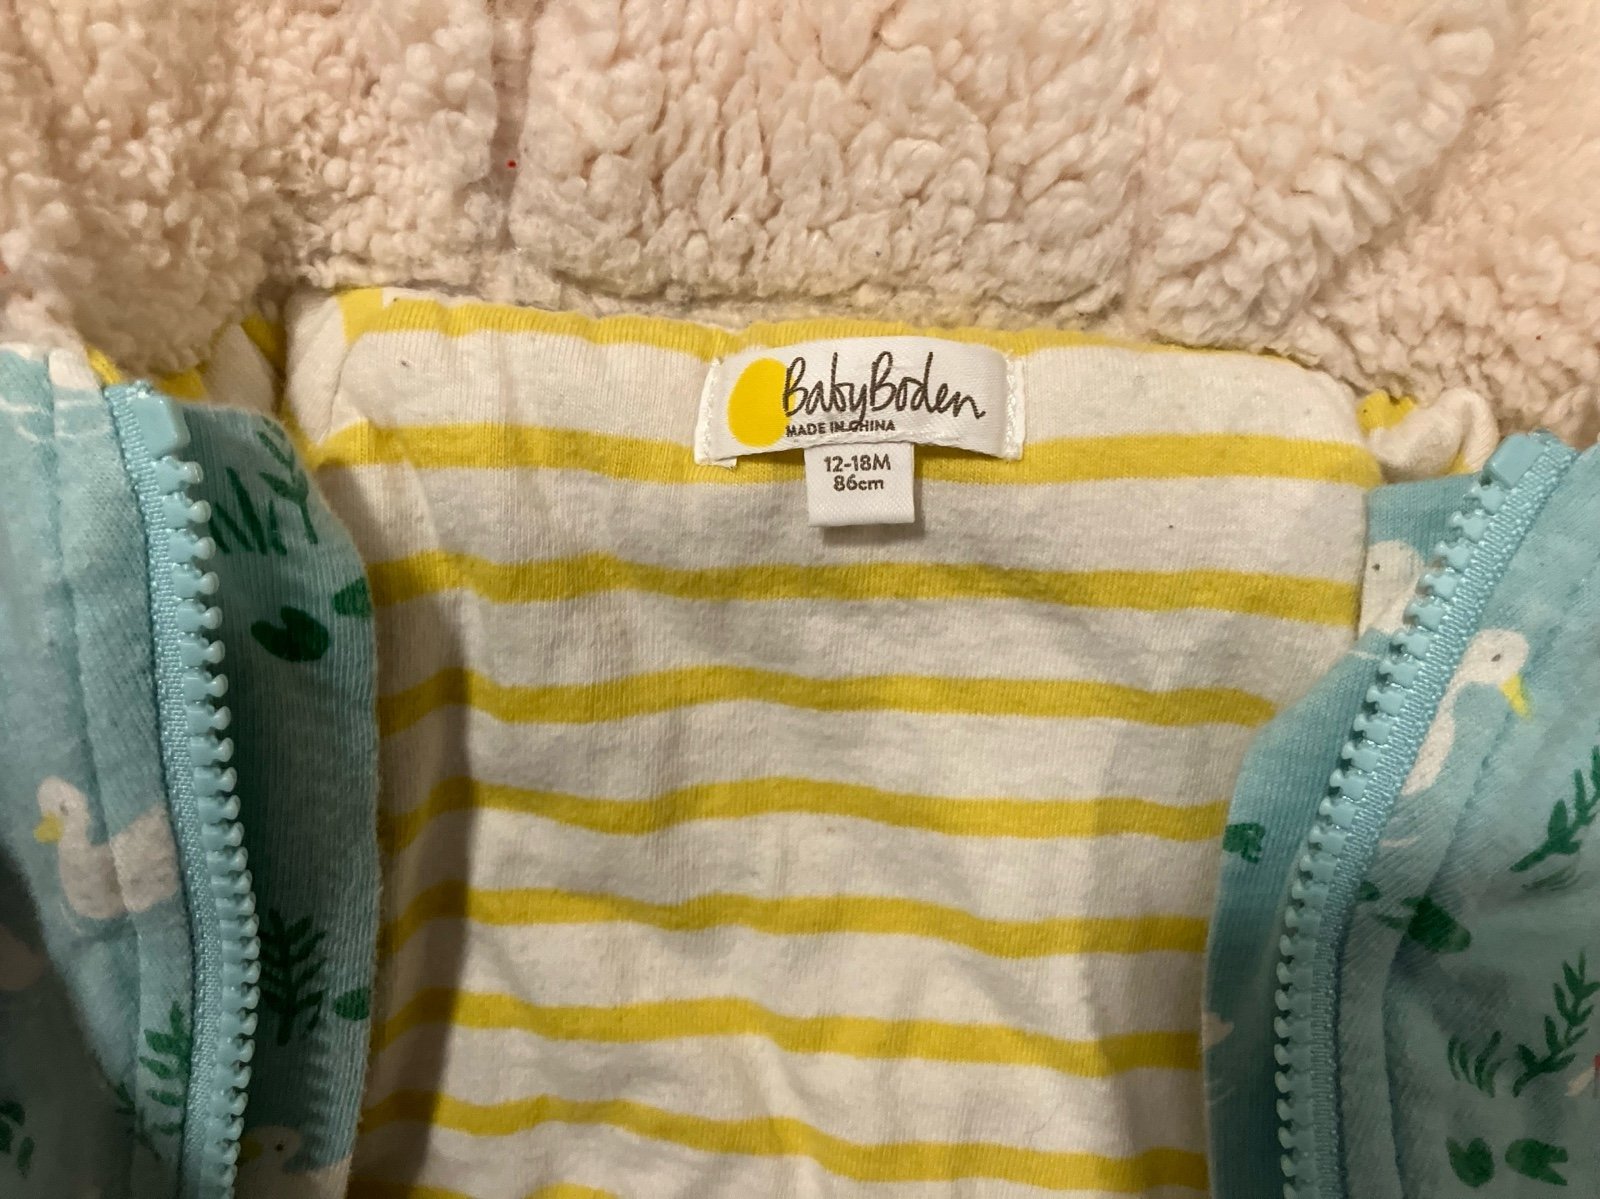 BabyBoden
MADE IN CHINA
12-18M
86cm